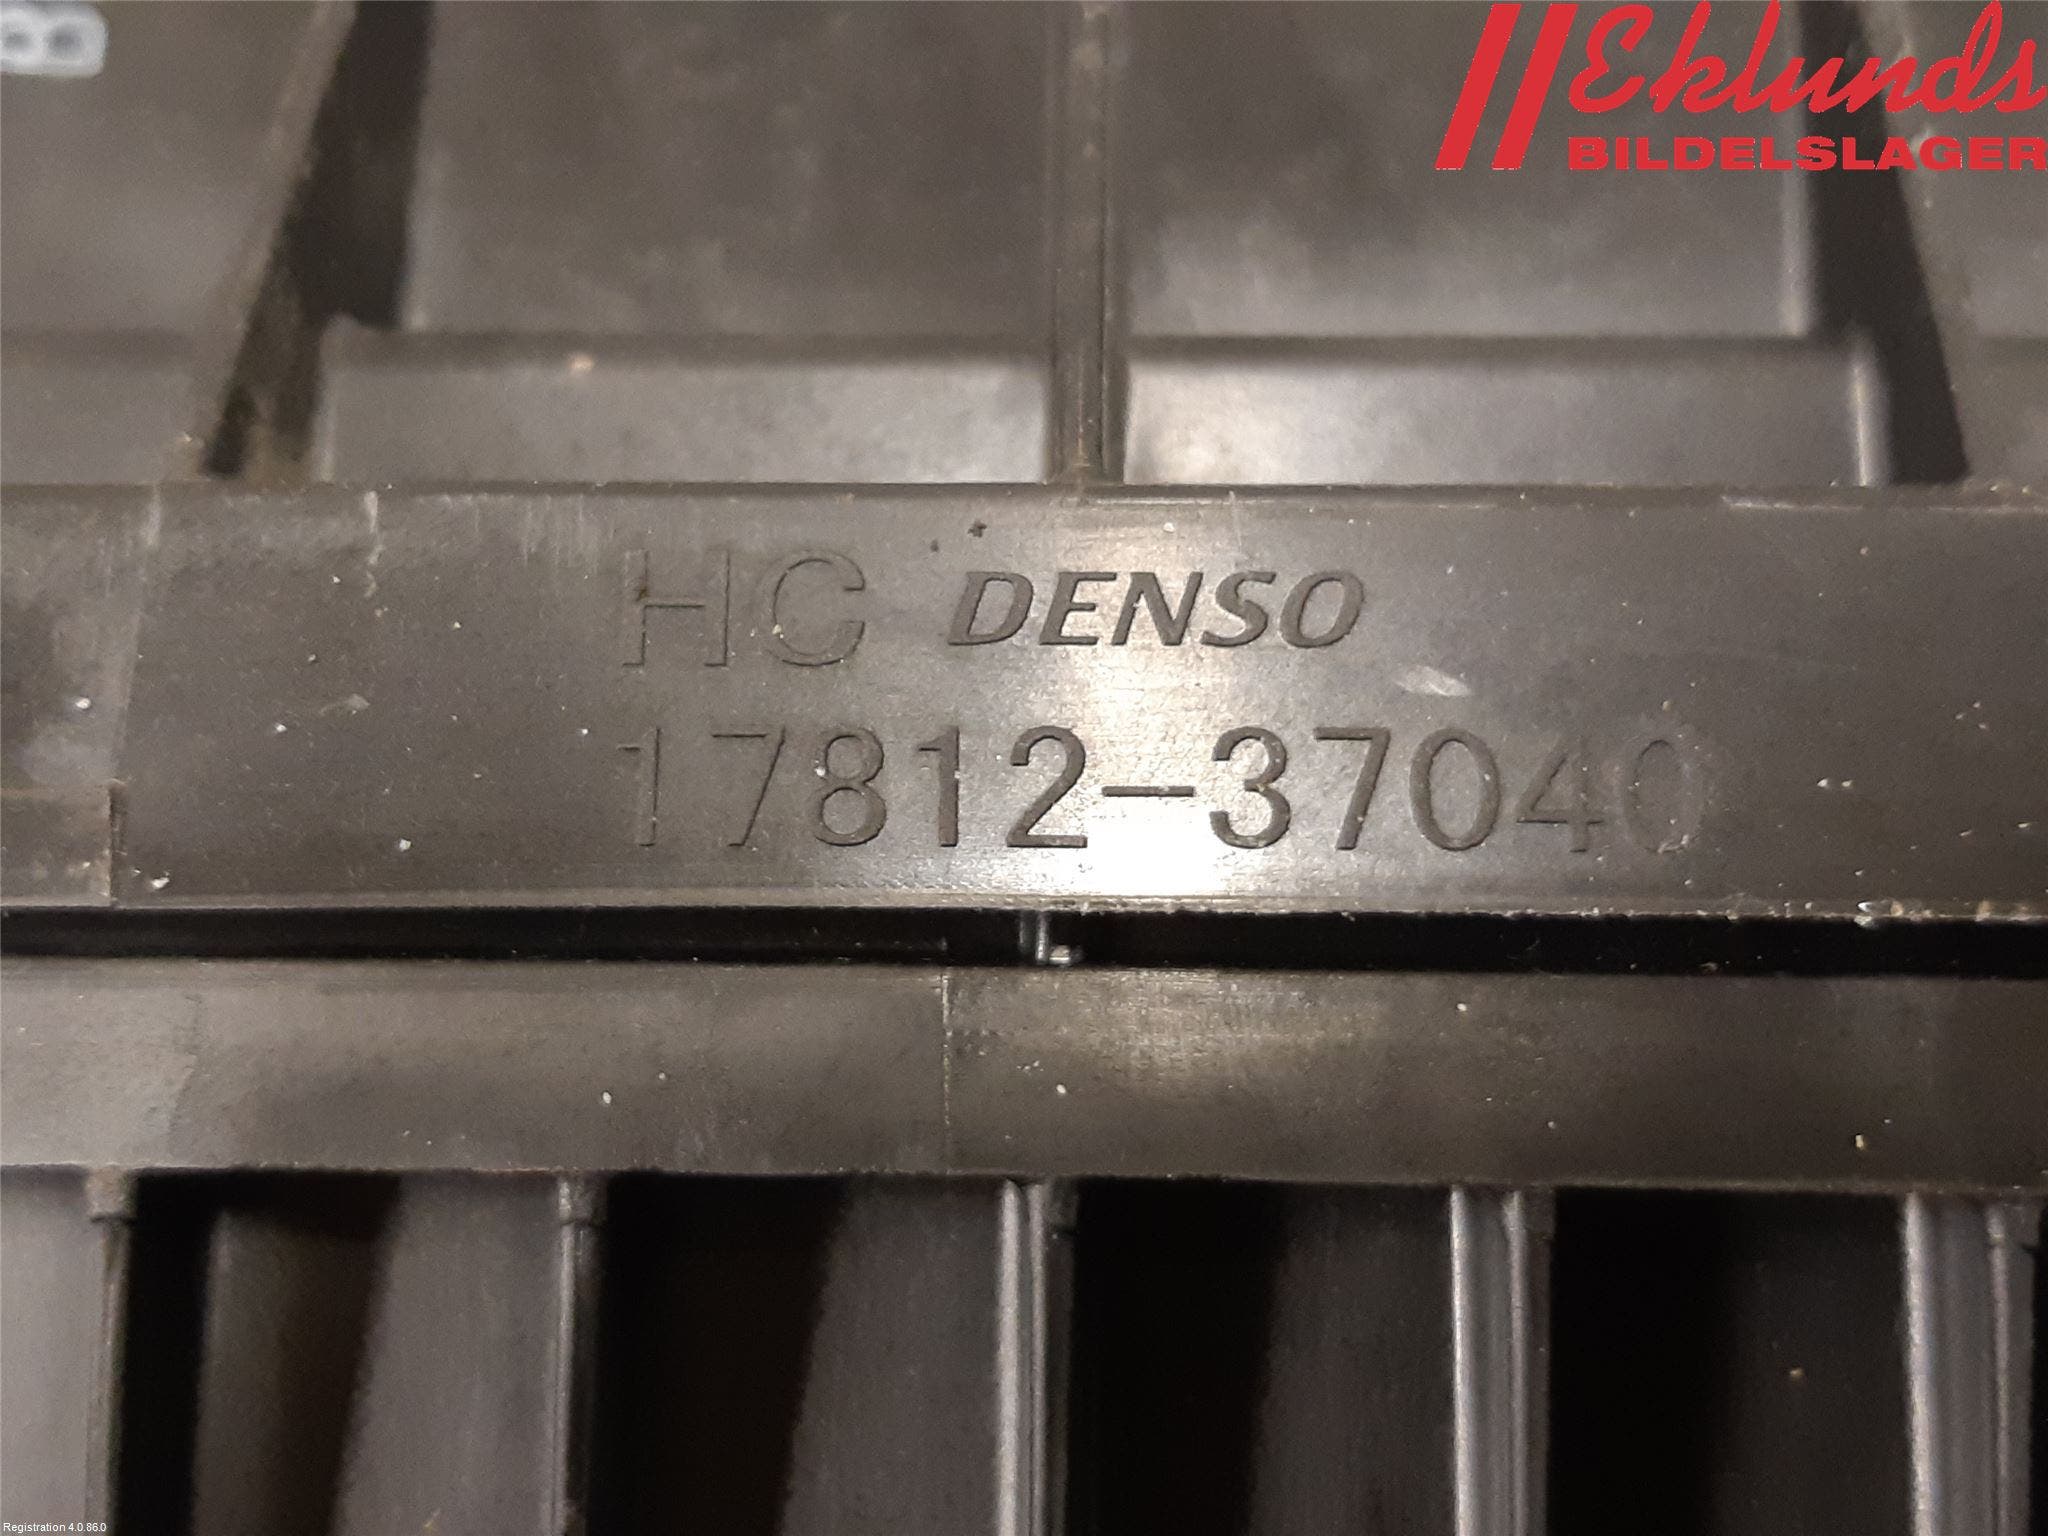 Eklunds
BILDELSLAGER
HC DENSO
17812-37040
Registration 4.0.86.0